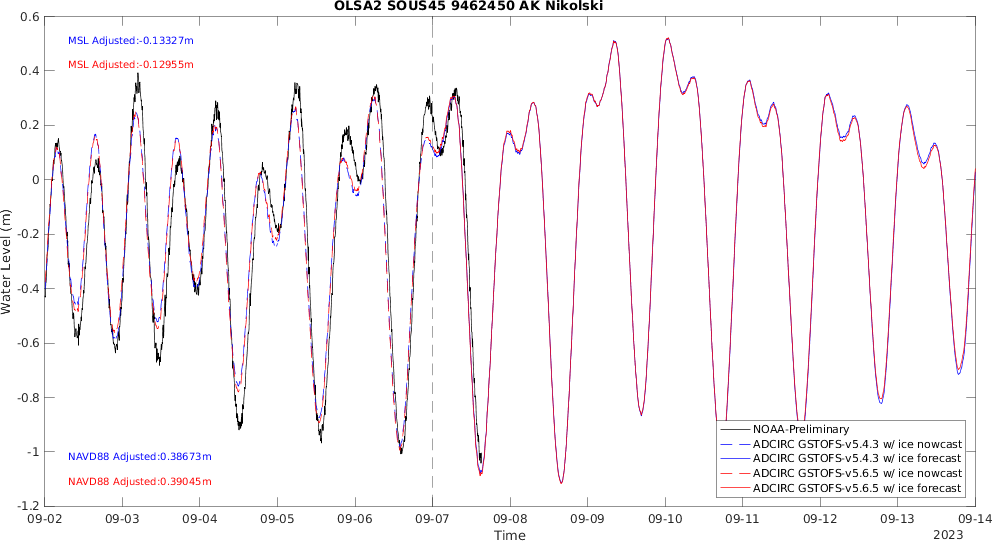 OLSA2 SOUS45 9462450 AK Nikolski
0.6
0.4
0.2
0
-0.2
-0.4
-0.6
-0.8
-1
-1.2
Water Level (m)
MSL Adjusted:-0.13327m
MSL Adjusted:-0.12955m
NAVD88 Adjusted:0.38673m
NAVD88 Adjusted:0.39045m
NOAA-Preliminary
ADCIRC GSTOFS-v5.4.3 w/ ice nowcast
ADCIRC GSTOFS-v5.4.3 w/ ice forecast
ADCIRC GSTOFS-v5.6.5 w/ ice nowcast
ADCIRC GSTOFS-v5.6.5 w/ ice forecast
09-02 09-03 09-04 09-05 09-06 09-07 09-08 09-09 09-10 09-11 09-12 09-13 09-14
Time
2023